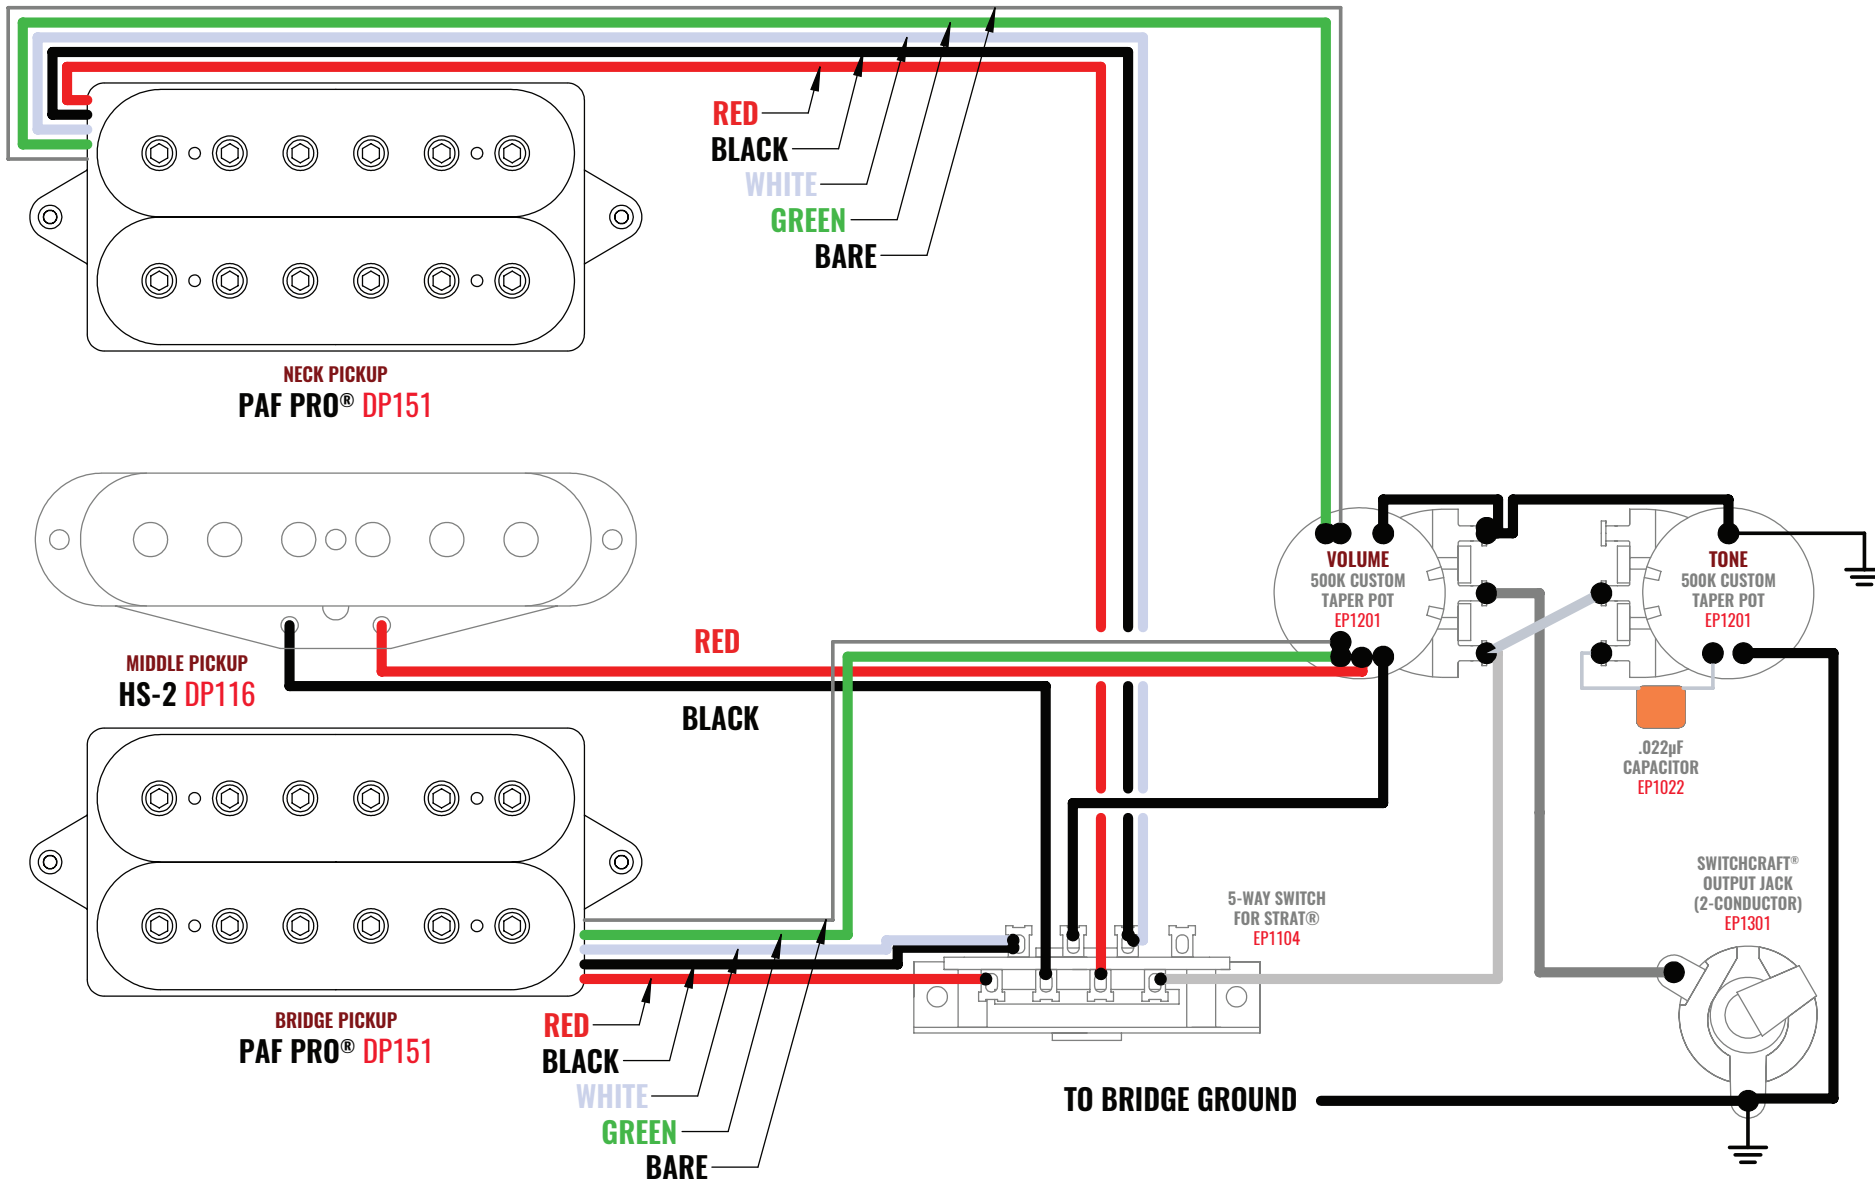 RED
BLACK
WHITE
GREEN
BARE
NECK PICKUP
PAF PRO® DP151
VOLUME
500K CUSTOM
TAPER POT
EP1201
TONE
500K CUSTOM
TAPER POT
EP1201
RED
MIDDLE PICKUP
HS-2 DP116
BLACK
.022µF
CAPACITOR
EP1022
SWITCHCRAFT®
OUTPUT JACK
(2-CONDUCTOR)
EP1301
5-WAY SWITCH
FOR STRAT®
EP1104
BRIDGE PICKUP
PAF PRO® DP151
RED
BLACK
WHITE
GREEN
BARE
TO BRIDGE GROUND